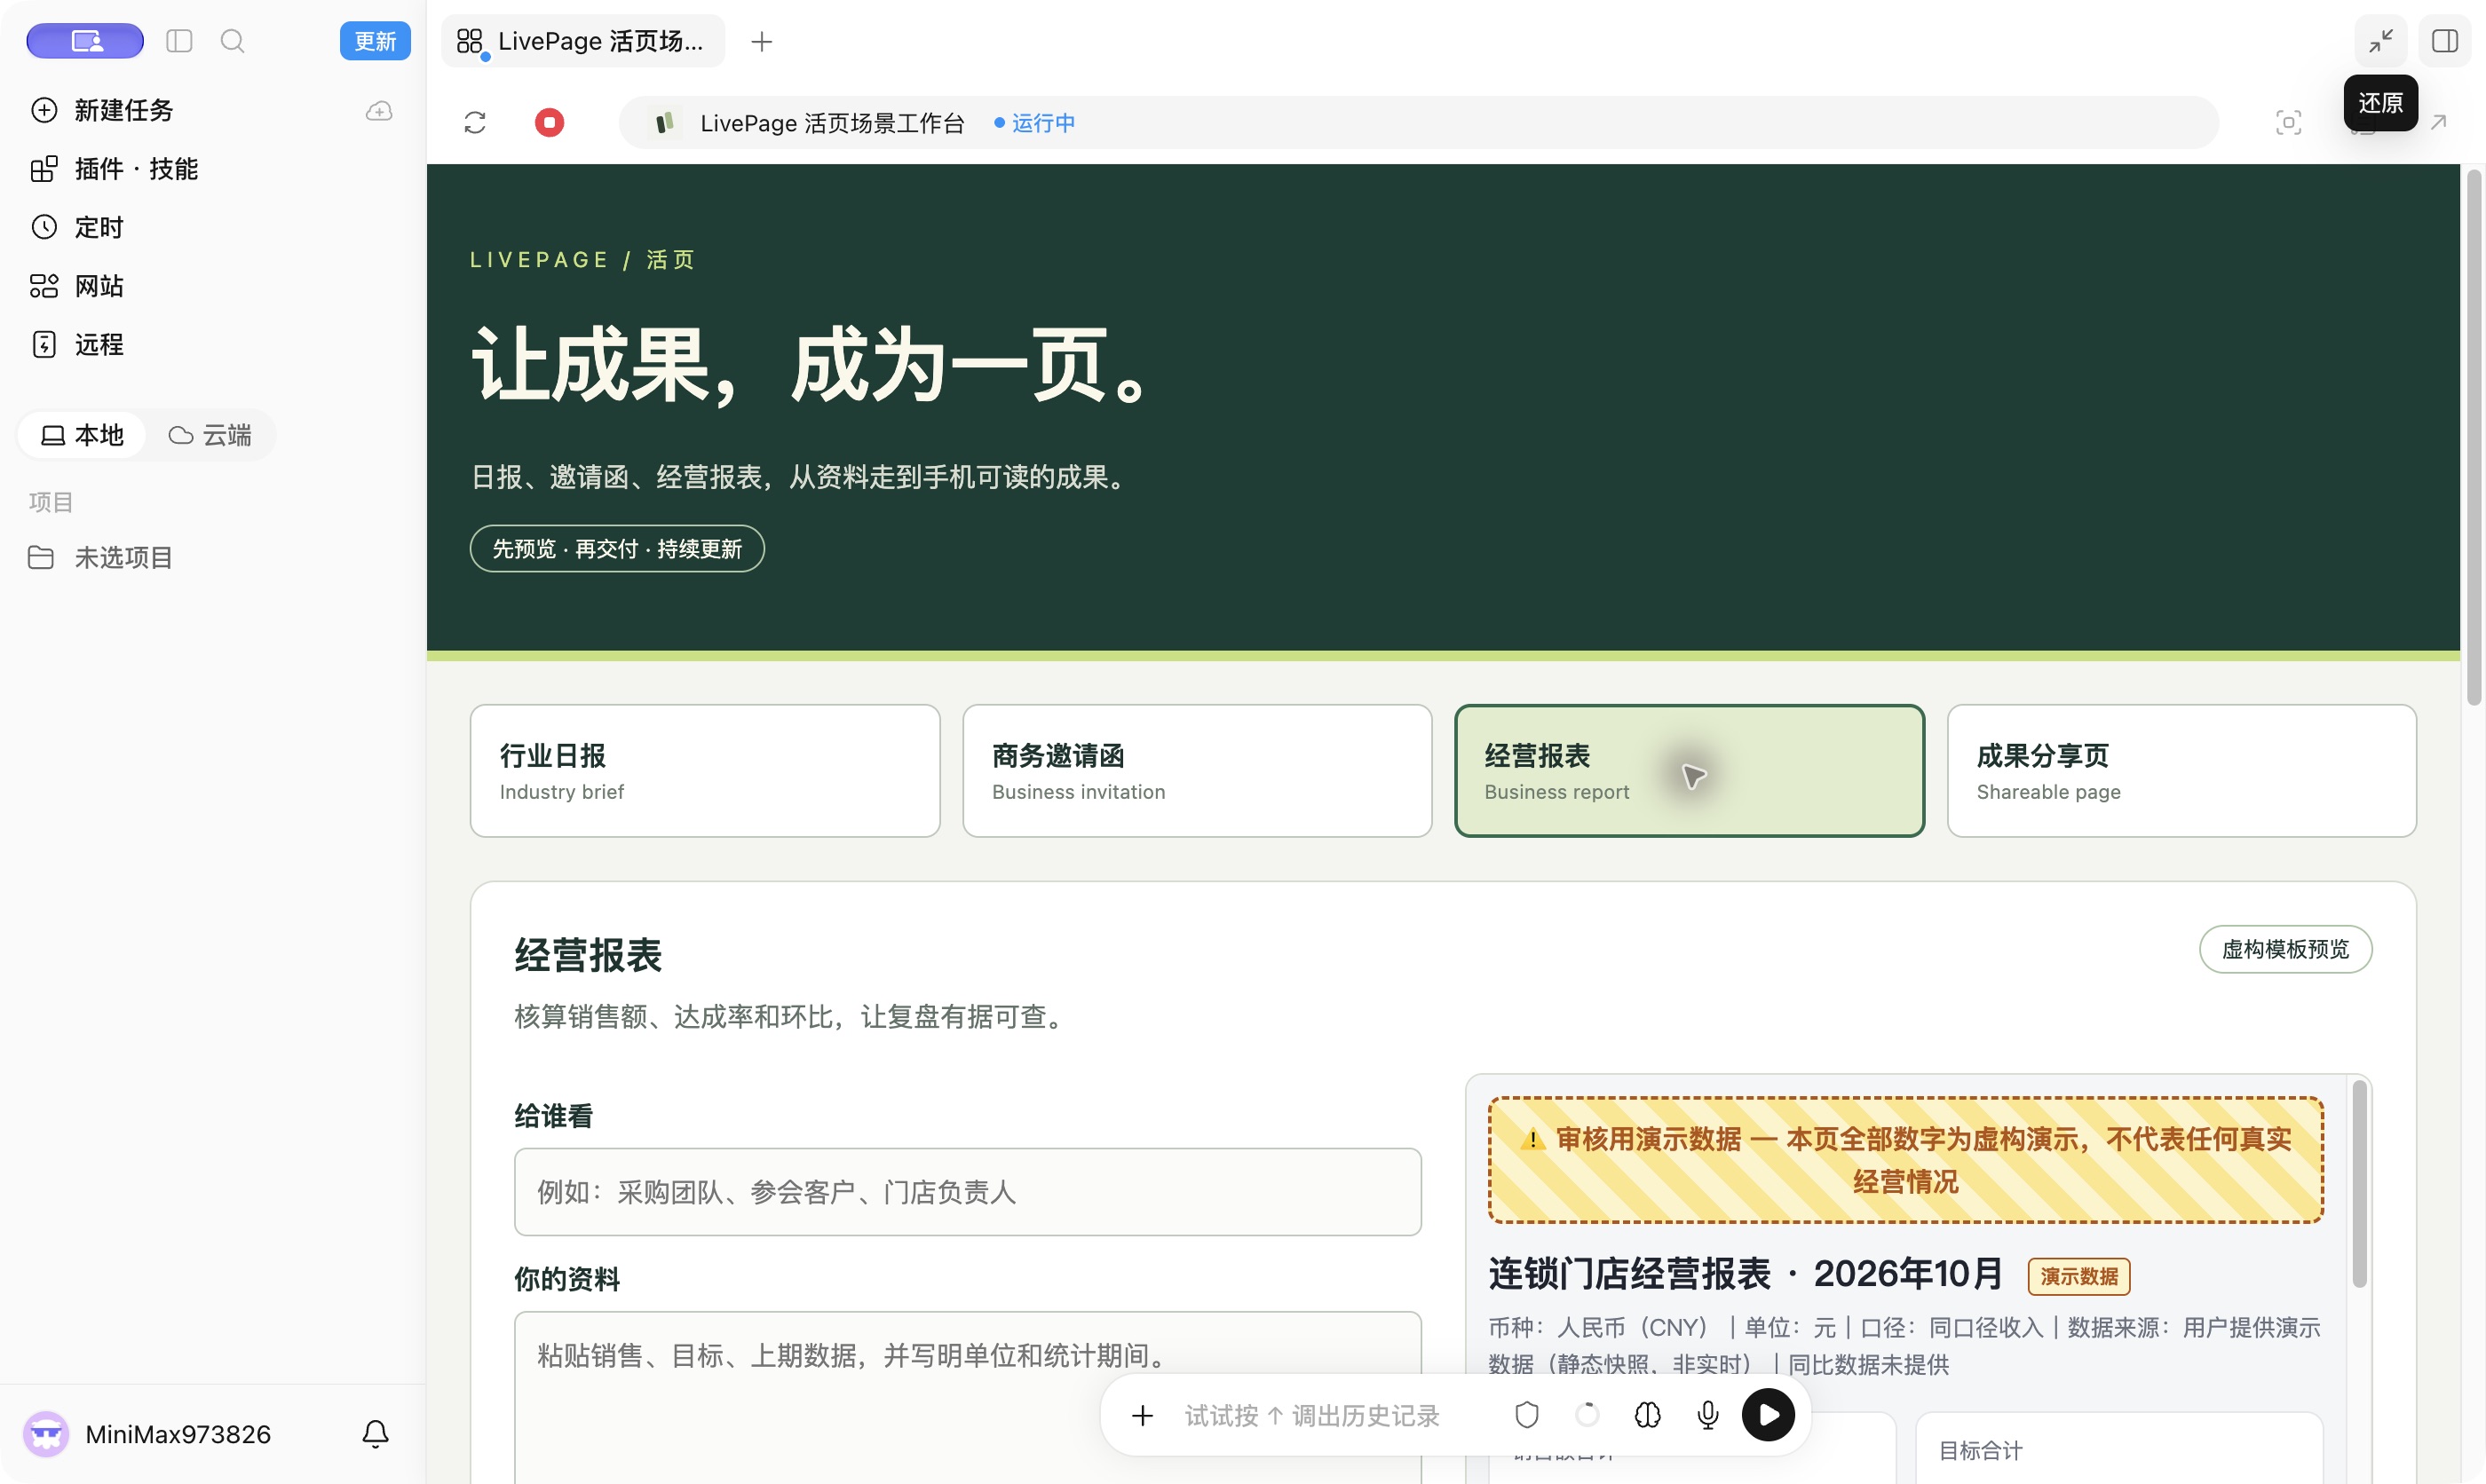 更新
新建任务
插件 · 技能
定时
网站
远程
本地
云端
项目
未选项目
MiniMax973826
LivePage 活页场...
还原
LivePage 活页场景工作台
运行中
LIVEPAGE / 活页
让成果，成为一页。
日报、邀请函、经营报表，从资料走到手机可读的成果。
先预览 · 再交付 · 持续更新
行业日报
Industry brief
商务邀请函
Business invitation
经营报表
Business report
成果分享页
Shareable page
经营报表
虚构模板预览
核算销售额、达成率和环比，让复盘有据可查。
给谁看
例如：采购团队、参会客户、门店负责人
你的资料
粘贴销售、目标、上期数据，并写明单位和统计期间。
⚠ 审核用演示数据 — 本页全部数字为虚构演示，不代表任何真实
经营情况
连锁门店经营报表 · 2026年10月
演示数据
币种：人民币（CNY）｜单位：元｜口径：同口径收入｜数据来源：用户提供演示
数据（静态快照，非实时）｜同比数据未提供
试试按 ↑ 调出历史记录
目标合计